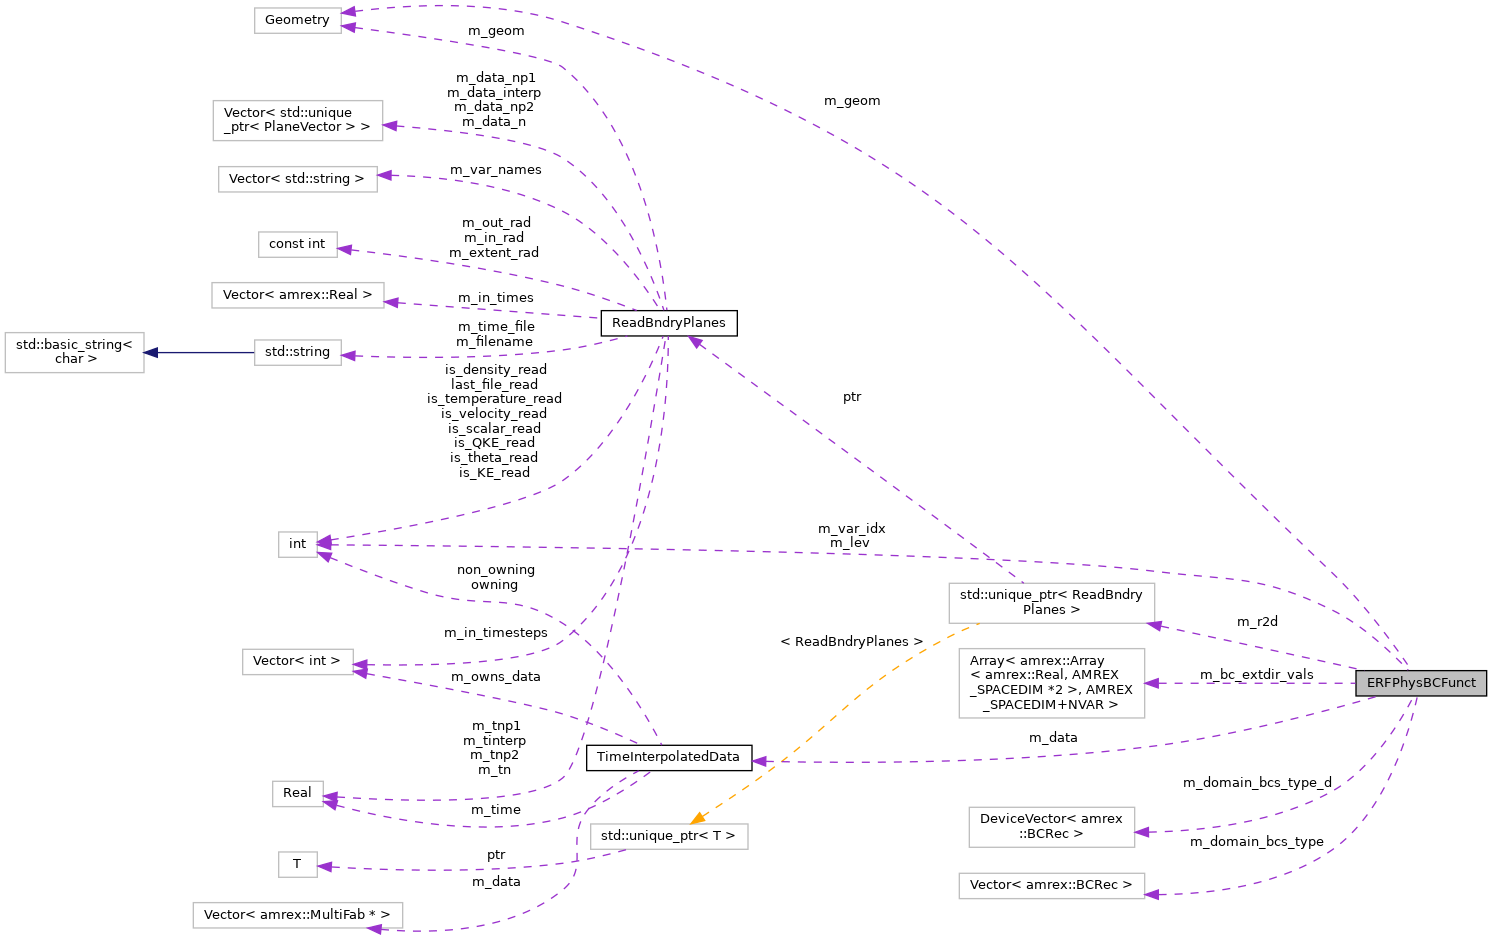 Geometry
m_geom
m_data_np1
m_data_interp
m_data_np2
m_data_n
m_geom
Vector< std::unique
_ptr< PlaneVector > >
m_var_names
Vector< std::string >
m_out_rad
m_in_rad
m_extent_rad
const int
Vector< amrex::Real >
m_in_times
ReadBndryPlanes
m_time_file
m_filename
std::basic_string<
char >
std::string
is_density_read
last_file_read
is_temperature_read
is_velocity_read
is_scalar_read
is_QKE_read
is_theta_read
is_KE_read
ptr
int
m_var_idx
m_lev
non_owning
owning
std::unique_ptr< ReadBndry
Planes >
m_r2d
m_in_timesteps
< ReadBndryPlanes >
Vector< int >
m_owns_data
Array< amrex::Array
< amrex::Real, AMREX
_SPACEDIM *2 >, AMREX
_SPACEDIM+NVAR >
m_bc_extdir_vals
ERFPhysBCFunct
m_tnp1
m_tinterp
m_tnp2
m_tn
TimeInterpolatedData
m_data
Real
m_time
m_domain_bcs_type_d
DeviceVector< amrex
::BCRec >
std::unique_ptr< T >
m_domain_bcs_type
T
ptr
m_data
Vector< amrex::BCRec >
Vector< amrex::MultiFab * >